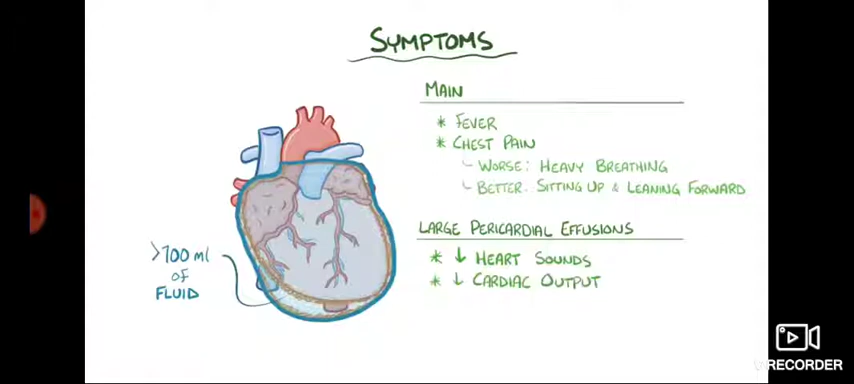 SYMPTOMS
MAIN
* FEVER
* CHEST PAIN
WORSE: HEAVY BREATHING
BETTER: SITTING UP & LEANING FORWARD
LARGE PERICARDIAL EFFUSIONS
* ↓ HEART SOUNDS
* ↓ CARDIAC OUTPUT
>700 ml
of
FLUID
RECORDER